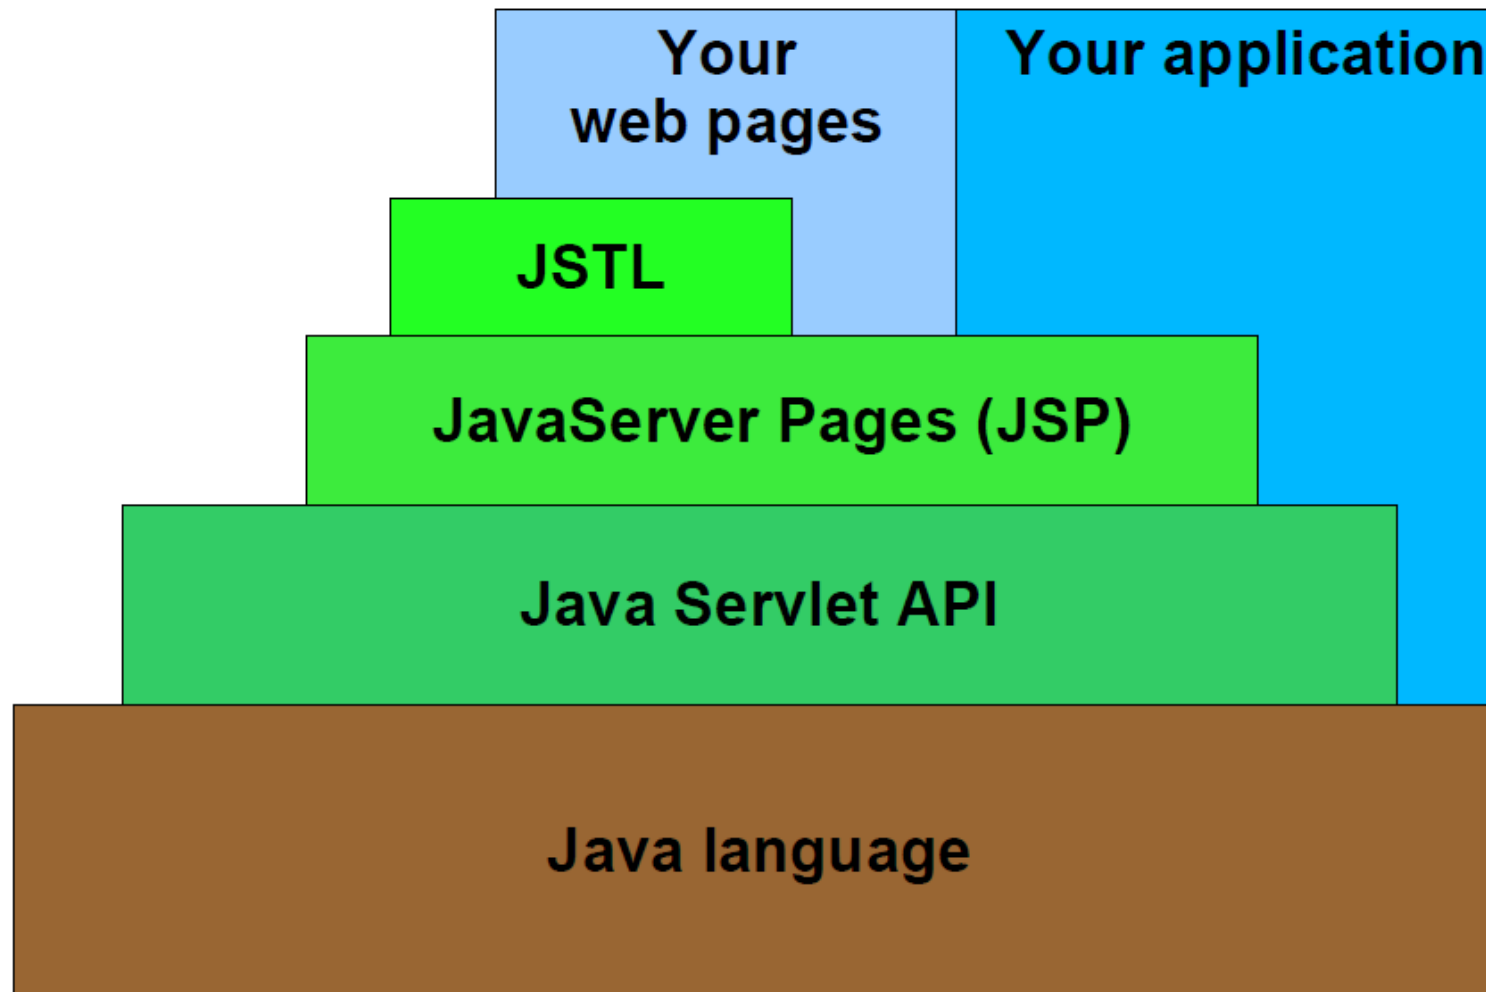 Your
web pages
Your application
JSTL
JavaServer Pages (JSP)
Java Servlet API
Java language